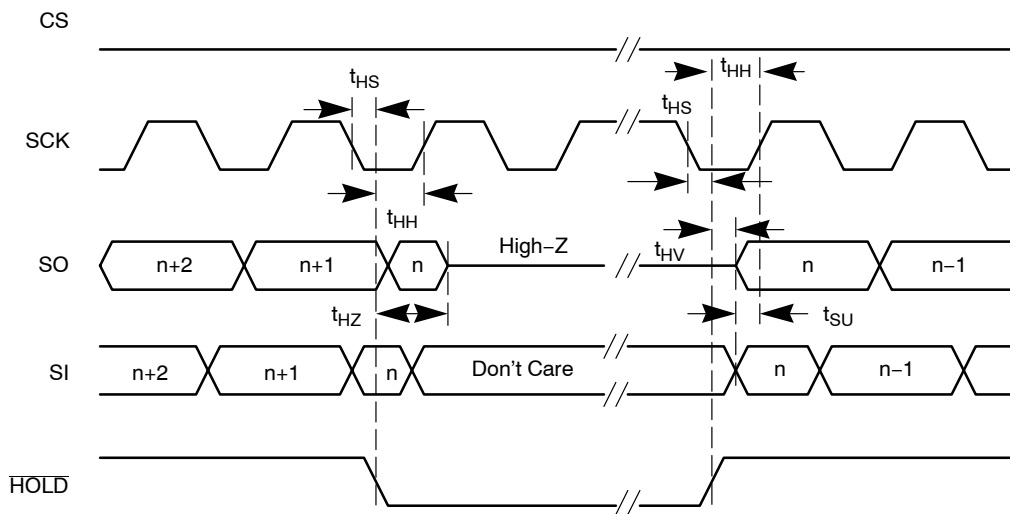 CS
tHH
tHS
tHS
SCK
tHH
High−Z
tHV
SO
n+2
n+1
n
n
n−1
tHZ
tSU
SI
n+2
n+1
n
Don't Care
n
n−1
HOLD